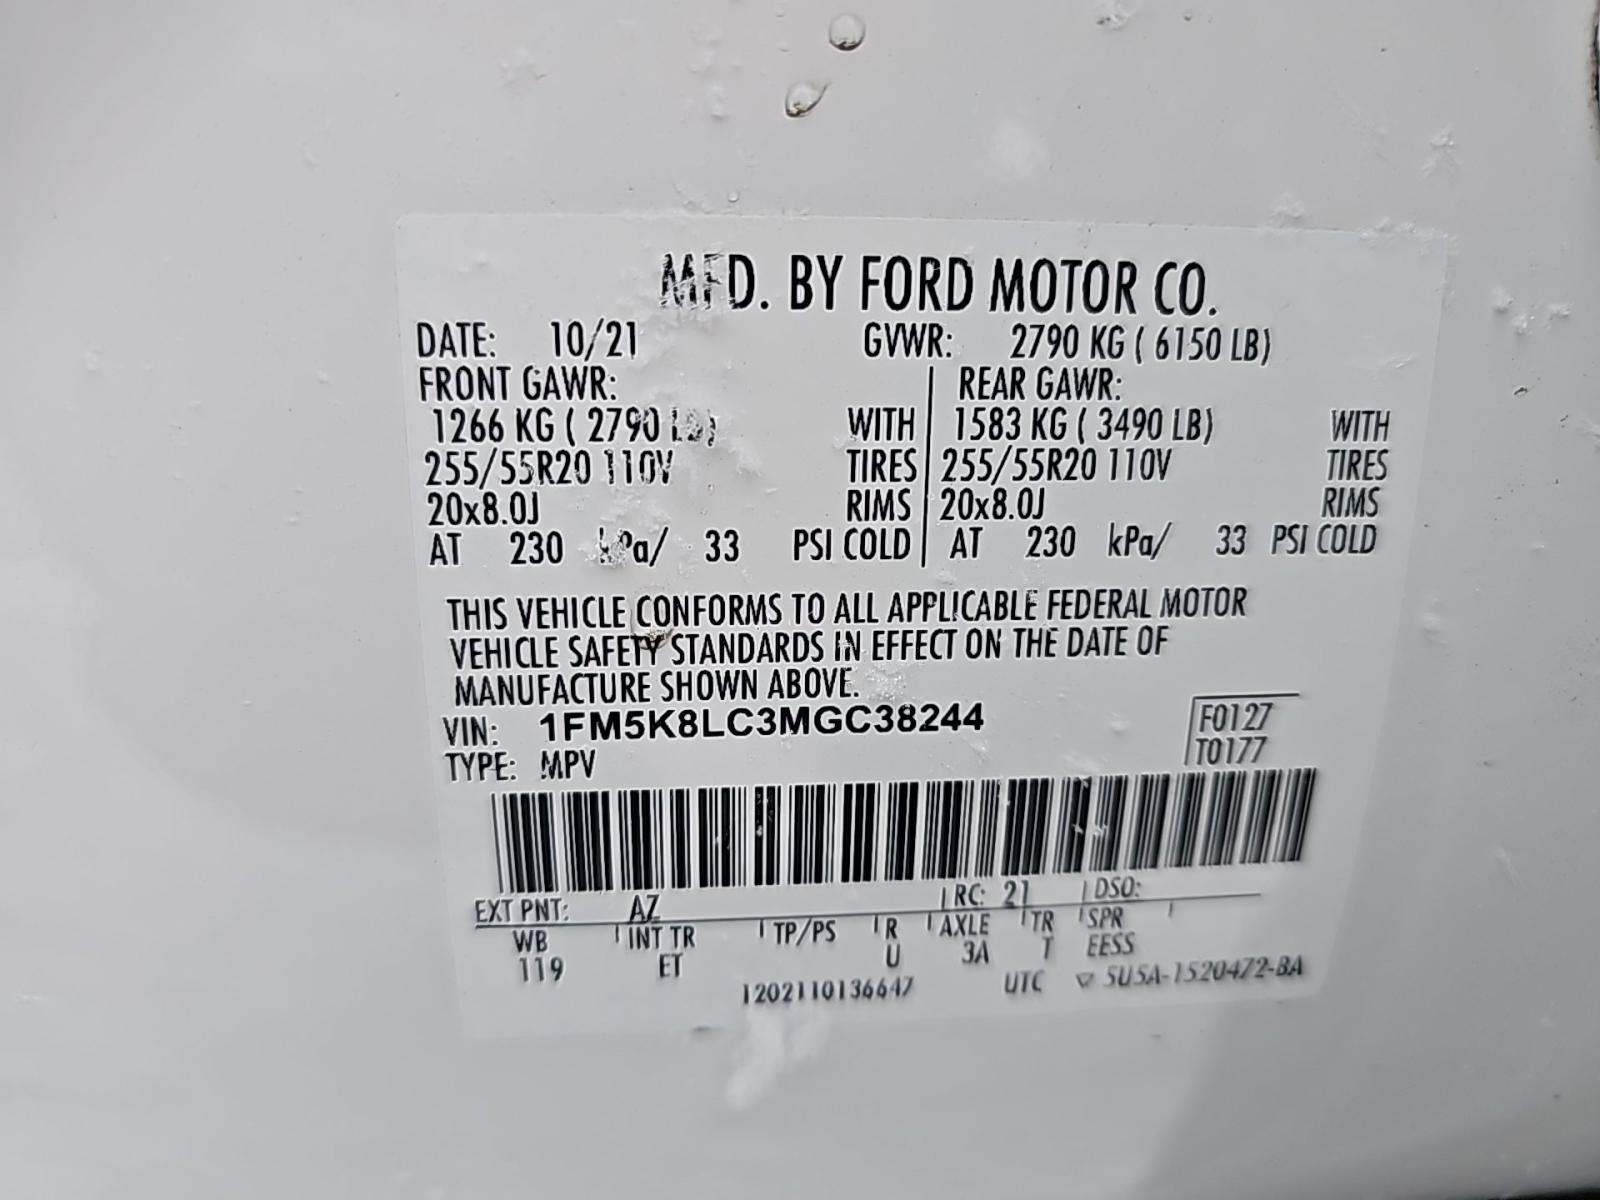 MFD. BY FORD MOTOR CO.
DATE: 10/21 GVWR: 2790 KG ( 6150 LB)
FRONT GAWR: REAR GAWR:
1266 KG ( 2790 LB) WITH 1583 KG ( 3490 LB) WITH
255/55R20 110V TIRES 255/55R20 110V TIRES
20x8.0J RIMS 20x8.0J RIMS
AT 230 kPa/ 33 PSI COLD AT 230 kPa/ 33 PSI COLD
THIS VEHICLE CONFORMS TO ALL APPLICABLE FEDERAL MOTOR
VEHICLE SAFETY STANDARDS IN EFFECT ON THE DATE OF
MANUFACTURE SHOWN ABOVE.
VIN: 1FM5K8LC3MGC38244 F0127
TYPE: MPV T0177
EXT PNT: AZ RC: 21 DSO:
WB INT TR TP/PS R AXLE TR SPR
119 ET U 3A T EESS
1202110136647 UTC ▽ 5U5A-1520472-BA